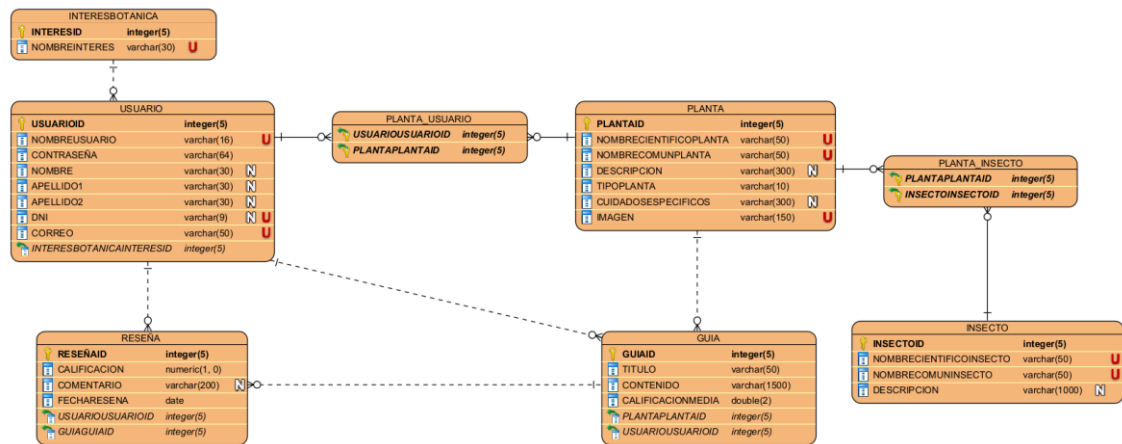 INTERESBOTANICA
INTERESID integer(5)
NOMBREINTERES varchar(30) U
USUARIO
USUARIOID integer(5)
NOMBREUSUARIO varchar(16) U
CONTRASEÑA varchar(64)
NOMBRE varchar(30) N
APELLIDO1 varchar(30) N
APELLIDO2 varchar(30) N
DNI varchar(9) N U
CORREO varchar(50) U
INTERESBOTANICAINTERESID integer(5)
PLANTA_USUARIO
USUARIOUSUARIOID integer(5)
PLANTAPLANTAID integer(5)
PLANTA
PLANTAID integer(5)
NOMBRECIENTIFICOPLANTA varchar(50) U
NOMBRECOMUNPLANTA varchar(50) U
DESCRIPCION varchar(300) N
TIPOPLANTA varchar(10)
CUIDADOSESPECIFICOS varchar(300) N
IMAGEN varchar(150) U
PLANTA_INSECTO
PLANTAPLANTAID integer(5)
INSECTOINSECTOID integer(5)
RESEÑA
RESEÑAID integer(5)
CALIFICACION numeric(1, 0)
COMENTARIO varchar(200) N
FECHARESENA date
USUARIOUSUARIOID integer(5)
GUIAGUIAID integer(5)
GUIA
GUIAID integer(5)
TITULO varchar(50)
CONTENIDO varchar(1500)
CALIFICACIONMEDIA double(2)
PLANTAPLANTAID integer(5)
USUARIOUSUARIOID integer(5)
INSECTO
INSECTOID integer(5)
NOMBRECIENTIFICOINSECTO varchar(50) U
NOMBRECOMUNINSECTO varchar(50) U
DESCRIPCION varchar(1000) N